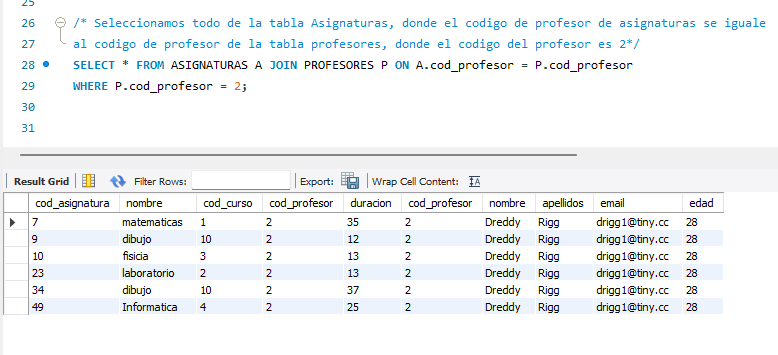 25
26 /* Seleccionamos todo de la tabla Asignaturas, donde el codigo de profesor de asignaturas se iguale
27 al codigo de profesor de la tabla profesores, donde el codigo del profesor es 2*/
28 SELECT * FROM ASIGNATURAS A JOIN PROFESORES P ON A.cod_profesor = P.cod_profesor
29 WHERE P.cod_profesor = 2;
30
31
Result Grid Filter Rows: Export: Wrap Cell Content: IA
cod_asignatura nombre cod_curso cod_profesor duracion cod_profesor nombre apellidos email edad
7 matematicas 1 2 35 2 Dreddy Rigg drigg1@tiny.cc 28
9 dibujo 10 2 12 2 Dreddy Rigg drigg1@tiny.cc 28
10 fisicia 3 2 13 2 Dreddy Rigg drigg1@tiny.cc 28
23 laboratorio 2 2 13 2 Dreddy Rigg drigg1@tiny.cc 28
34 dibujo 10 2 37 2 Dreddy Rigg drigg1@tiny.cc 28
49 Informatica 4 2 25 2 Dreddy Rigg drigg1@tiny.cc 28